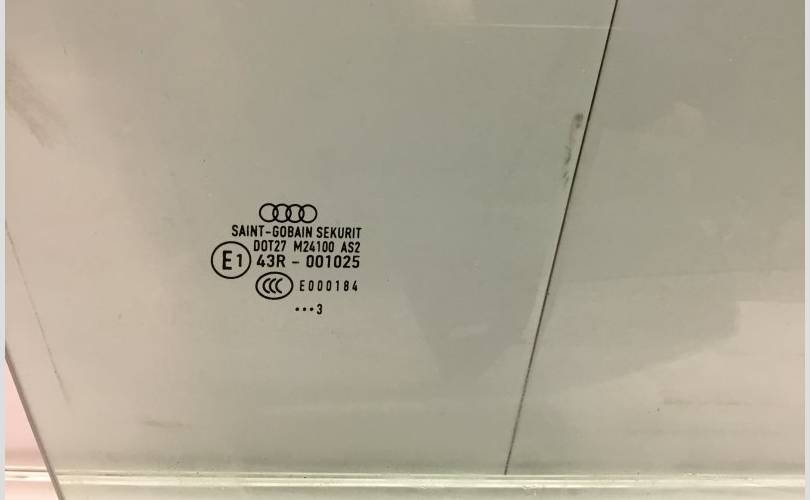 SAINT-GOBAIN SEKURIT
DOT27 M24100 AS2
E1 43R - 001025
CCC E000184
•••3